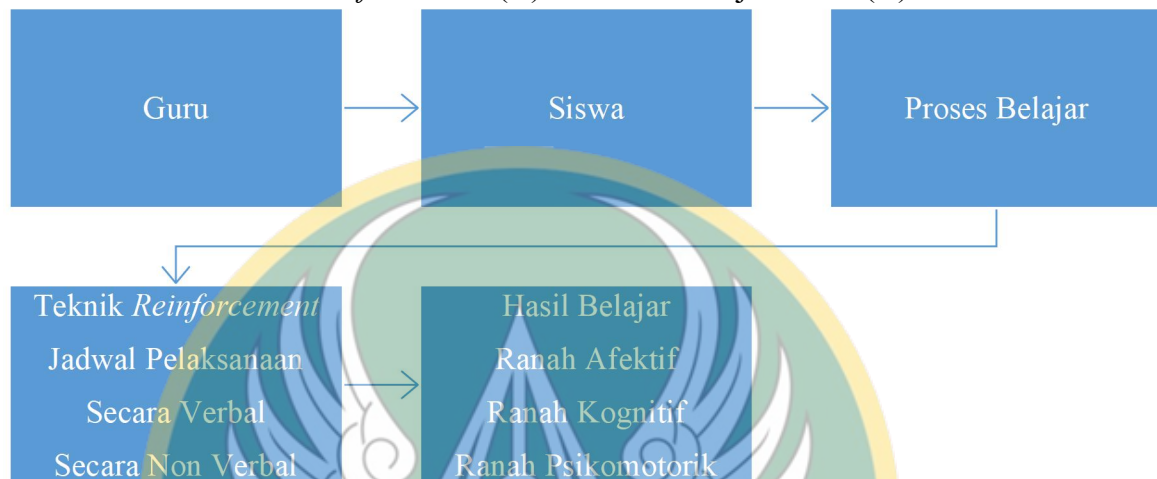 Guru
Siswa
Proses Belajar
Teknik Reinforcement
Jadwal Pelaksanaan
Secara Verbal
Secara Non Verbal
Hasil Belajar
Ranah Afektif
Ranah Kognitif
Ranah Psikomotorik